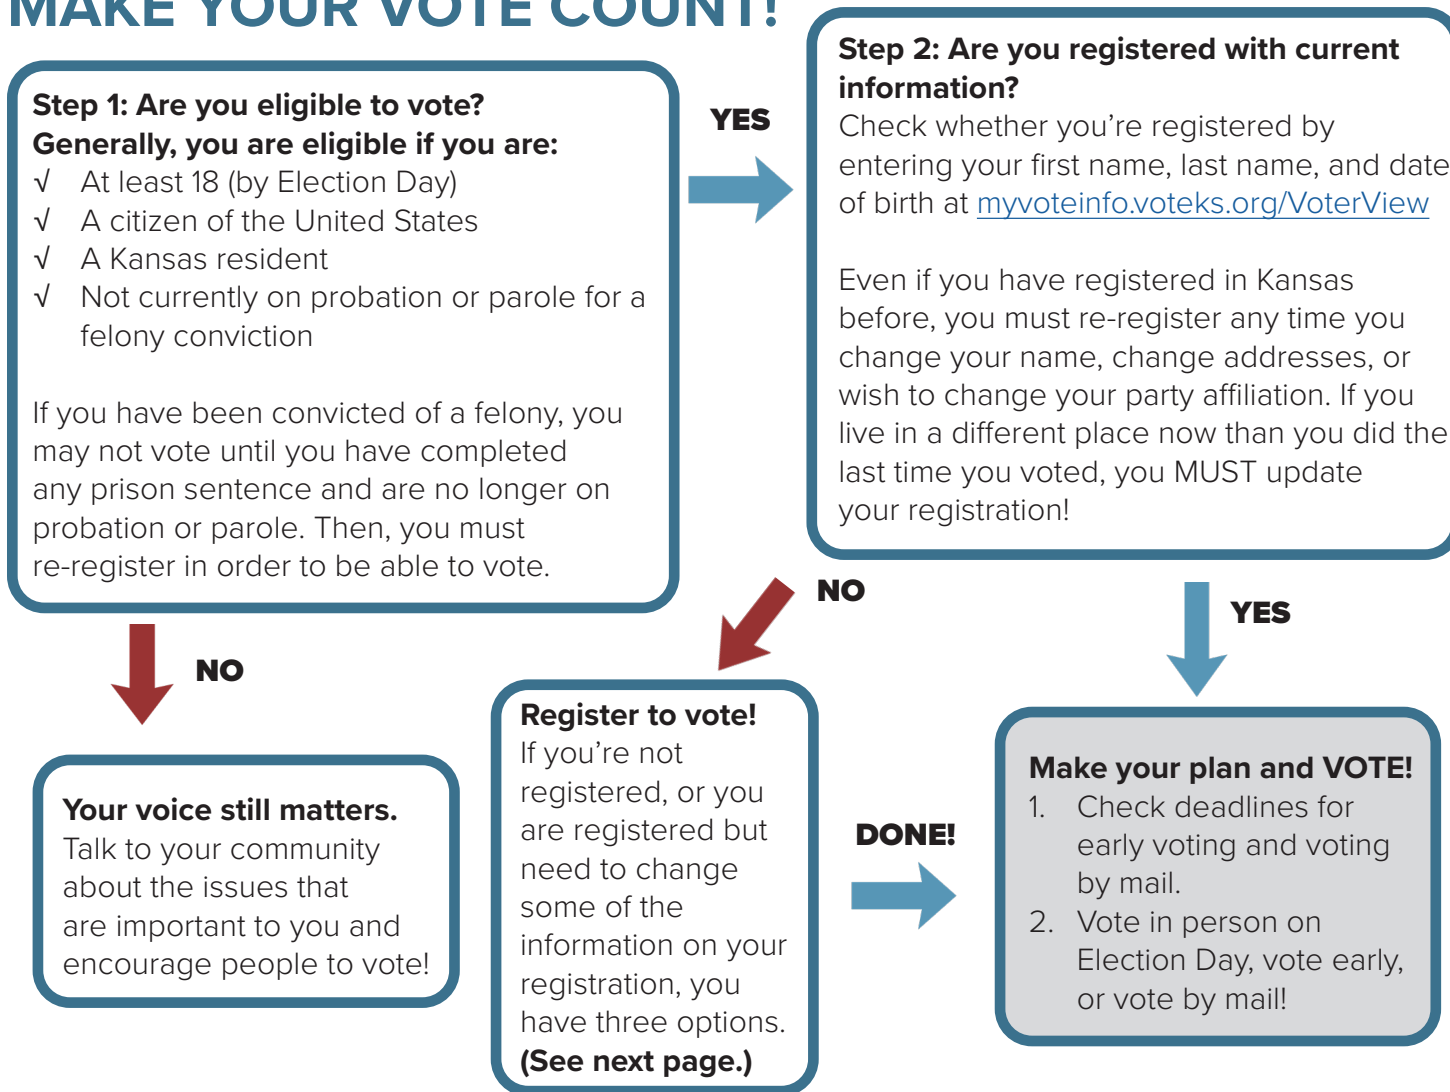 MAKE YOUR VOTE COUNT!
Step 1: Are you eligible to vote?
Generally, you are eligible if you are:
√ At least 18 (by Election Day)
√ A citizen of the United States
√ A Kansas resident
√ Not currently on probation or parole for a
felony conviction
If you have been convicted of a felony, you
may not vote until you have completed
any prison sentence and are no longer on
probation or parole. Then, you must
re-register in order to be able to vote.
YES
Step 2: Are you registered with current
information?
Check whether you’re registered by
entering your first name, last name, and date
of birth at myvoteinfo.voteks.org/VoterView
Even if you have registered in Kansas
before, you must re-register any time you
change your name, change addresses, or
wish to change your party affiliation. If you
live in a different place now than you did the
last time you voted, you MUST update
your registration!
NO
NO
YES
Your voice still matters.
Talk to your community
about the issues that
are important to you and
encourage people to vote!
Register to vote!
If you’re not
registered, or you
are registered but
need to change
some of the
information on your
registration, you
have three options.
(See next page.)
DONE!
Make your plan and VOTE!
1. Check deadlines for
early voting and voting
by mail.
2. Vote in person on
Election Day, vote early,
or vote by mail!